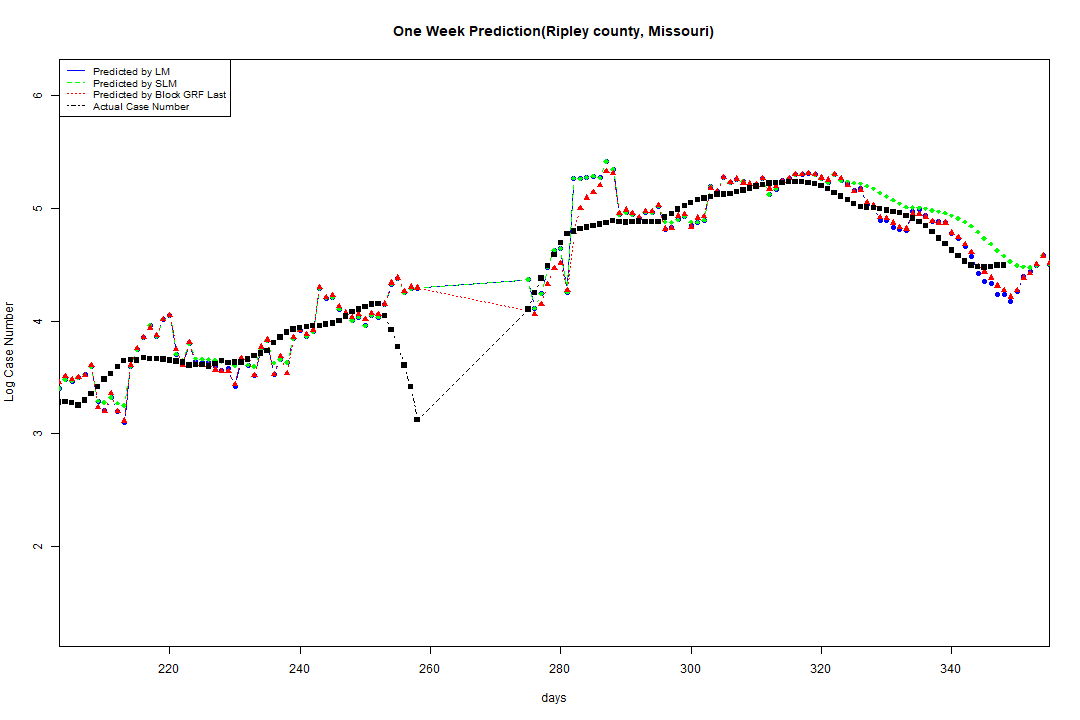 One Week Prediction(Ripley county, Missouri)
Predicted by LM
Predicted by SLM
Predicted by Block GRF Last
Actual Case Number
6
5
4
3
2
Log Case Number
220
240
260
280
300
320
340
days